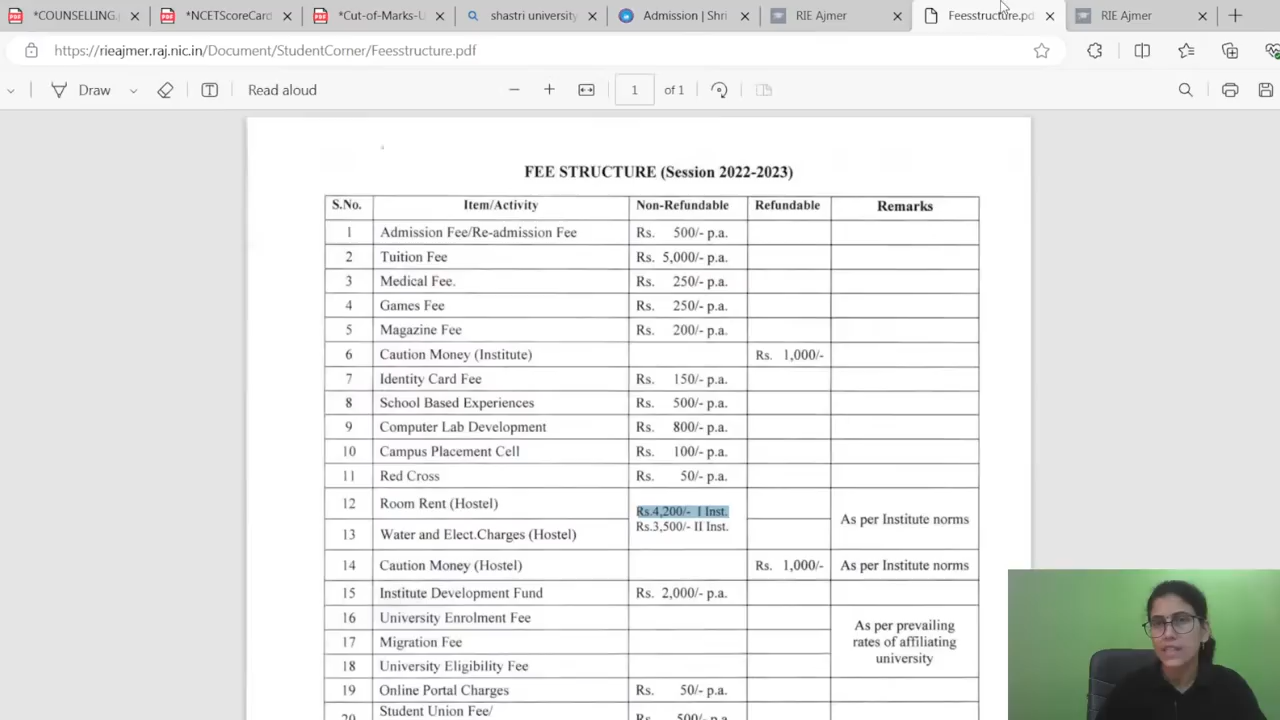 *COUNSELLING.p
*NCETScoreCard
*Cut-of-Marks-U
shastri university
Admission | Shri
RIE Ajmer
Feesstructure.pd
RIE Ajmer
https://rieajmer.raj.nic.in/Document/StudentCorner/Feesstructure.pdf
Draw
Read aloud
1 of 1
FEE STRUCTURE (Session 2022-2023)
S.No. Item/Activity Non-Refundable Refundable Remarks
1 Admission Fee/Re-admission Fee Rs. 500/- p.a.
2 Tuition Fee Rs. 5,000/- p.a.
3 Medical Fee. Rs. 250/- p.a.
4 Games Fee Rs. 250/- p.a.
5 Magazine Fee Rs. 200/- p.a.
6 Caution Money (Institute) Rs. 1,000/-
7 Identity Card Fee Rs. 150/- p.a.
8 School Based Experiences Rs. 500/- p.a.
9 Computer Lab Development Rs. 800/- p.a.
10 Campus Placement Cell Rs. 100/- p.a.
11 Red Cross Rs. 50/- p.a.
12 Room Rent (Hostel) Rs.4,200/- I Inst.
As per Institute norms
13 Water and Elect.Charges (Hostel) Rs.3,500/- II Inst.
14 Caution Money (Hostel) Rs. 1,000/- As per Institute norms
15 Institute Development Fund Rs. 2,000/- p.a.
16 University Enrolment Fee
As per prevailing
17 Migration Fee rates of affiliating
university
18 University Eligibility Fee
19 Online Portal Charges Rs. 50/- p.a.
20 Student Union Fee/ Rs. 500/- p.a.